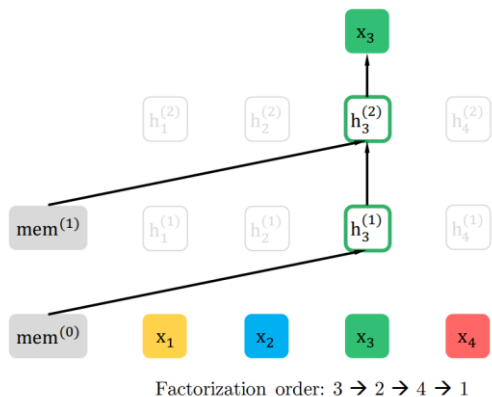 x₃
h₁⁽²⁾ h₂⁽²⁾ h₃⁽²⁾ h₄⁽²⁾
mem⁽¹⁾ h₁⁽¹⁾ h₂⁽¹⁾ h₃⁽¹⁾ h₄⁽¹⁾
mem⁽⁰⁾ x₁ x₂ x₃ x₄
Factorization order: 3 → 2 → 4 → 1